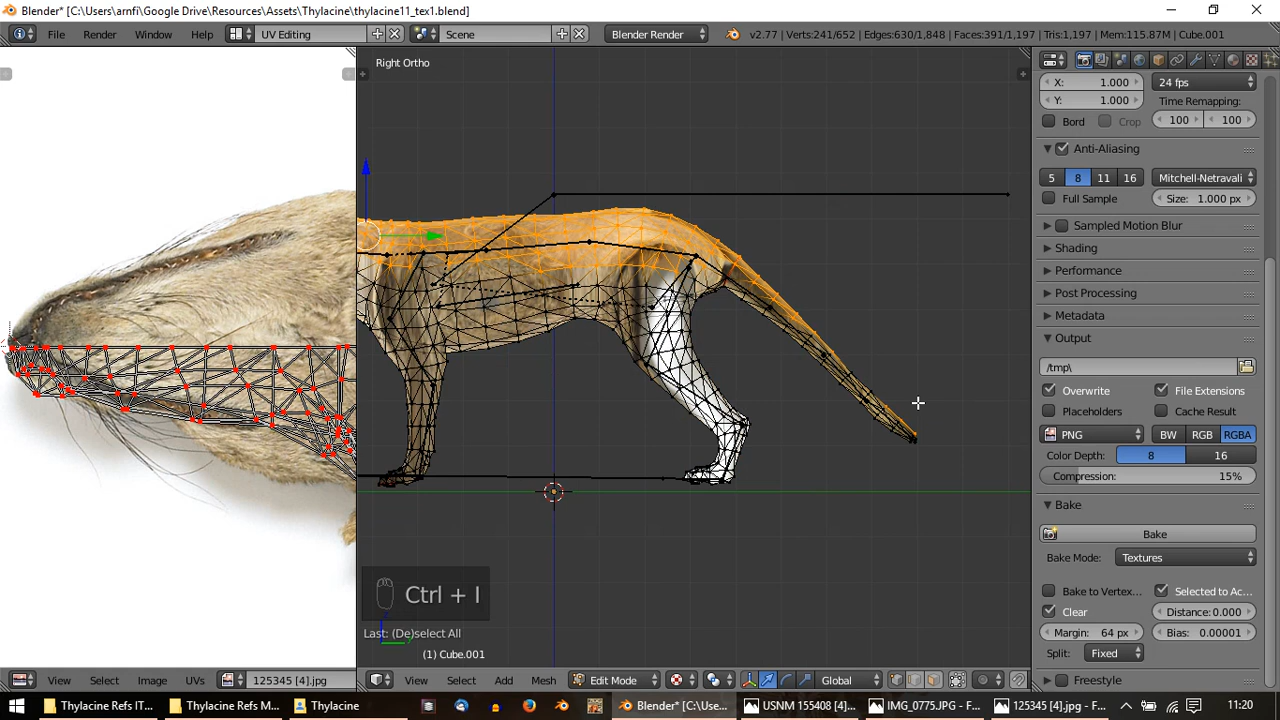 Blender* [C:\Users\arnfi\Google Drive\Resources\Assets\Thylacine\thylacine11_tex1.blend]
File Render Window Help UV Editing Scene Blender Render v2.77 | Verts:241/652 | Edges:630/1,848 | Faces:391/1,197 | Tris:1,197 | Mem:115.87M | Cube.001
Right Ortho
X: 1.000 24 fps
Y: 1.000 Time Remapping:
Bord Crop 100 100
Anti-Aliasing
5 8 11 16 Mitchell-Netravali
Full Sample Size: 1.000 px
Sampled Motion Blur
Shading
Performance
Post Processing
Metadata
Output
/tmp\
Overwrite File Extensions
Placeholders Cache Result
PNG BW RGB RGBA
Color Depth: 8 16
Compression: 15%
Bake
Bake
Bake Mode: Textures
Bake to Vertex... Selected to Ac...
Clear Distance: 0.000
Margin: 64 px Bias: 0.00001
Split: Fixed
Freestyle
Ctrl + I
Last: (De)select All
(1) Cube.001
View Select Image UVs 125345 [4].jpg View Select Add Mesh Edit Mode Global
Thylacine Refs IT... Thylacine Refs M... Thylacine Blender* [C:\Use... USNM 155408 [4]... IMG_0775.JPG - F... 125345 [4].jpg - F... 11:20